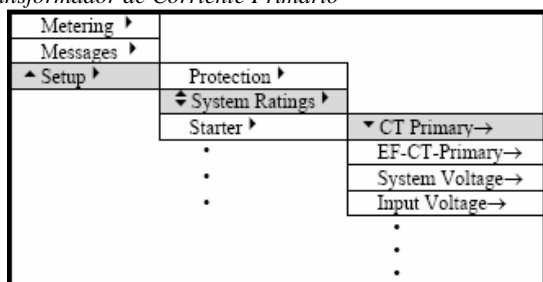 Transformador de Corriente Primario
Metering ▶
Messages ▶
▲ Setup ▶
Protection ▶
◆ System Ratings ▶
Starter ▶
▼ CT Primary→
EF-CT-Primary→
System Voltage→
Input Voltage→